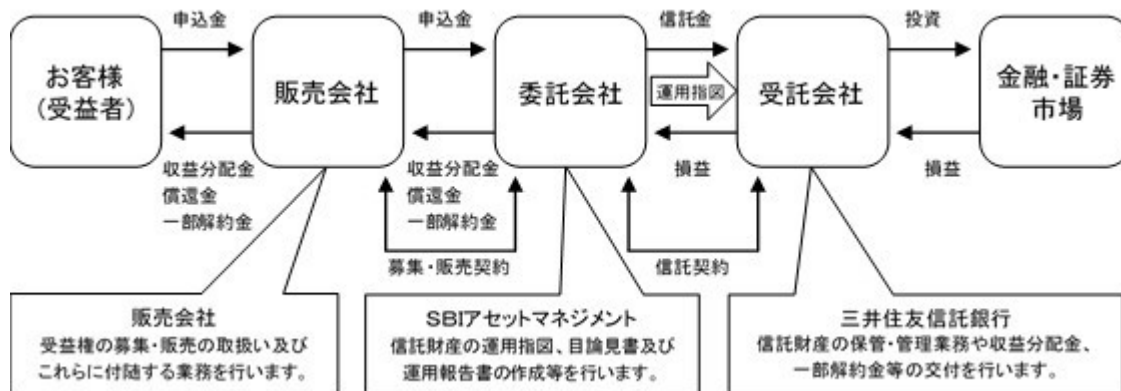 申込金
申込金
信託金
投資
お客様
(受益者)
販売会社
委託会社
運用指図
受託会社
金融・証券
市場
収益分配金
償還金
一部解約金
収益分配金
償還金
一部解約金
損益
損益
募集・販売契約
信託契約
販売会社
受益権の募集・販売の取扱い及び
これらに付随する業務を行います。
SBIアセットマネジメント
信託財産の運用指図、目論見書及び
運用報告書の作成等を行います。
三井住友信託銀行
信託財産の保管・管理業務や収益分配金、
一部解約金等の交付を行います。